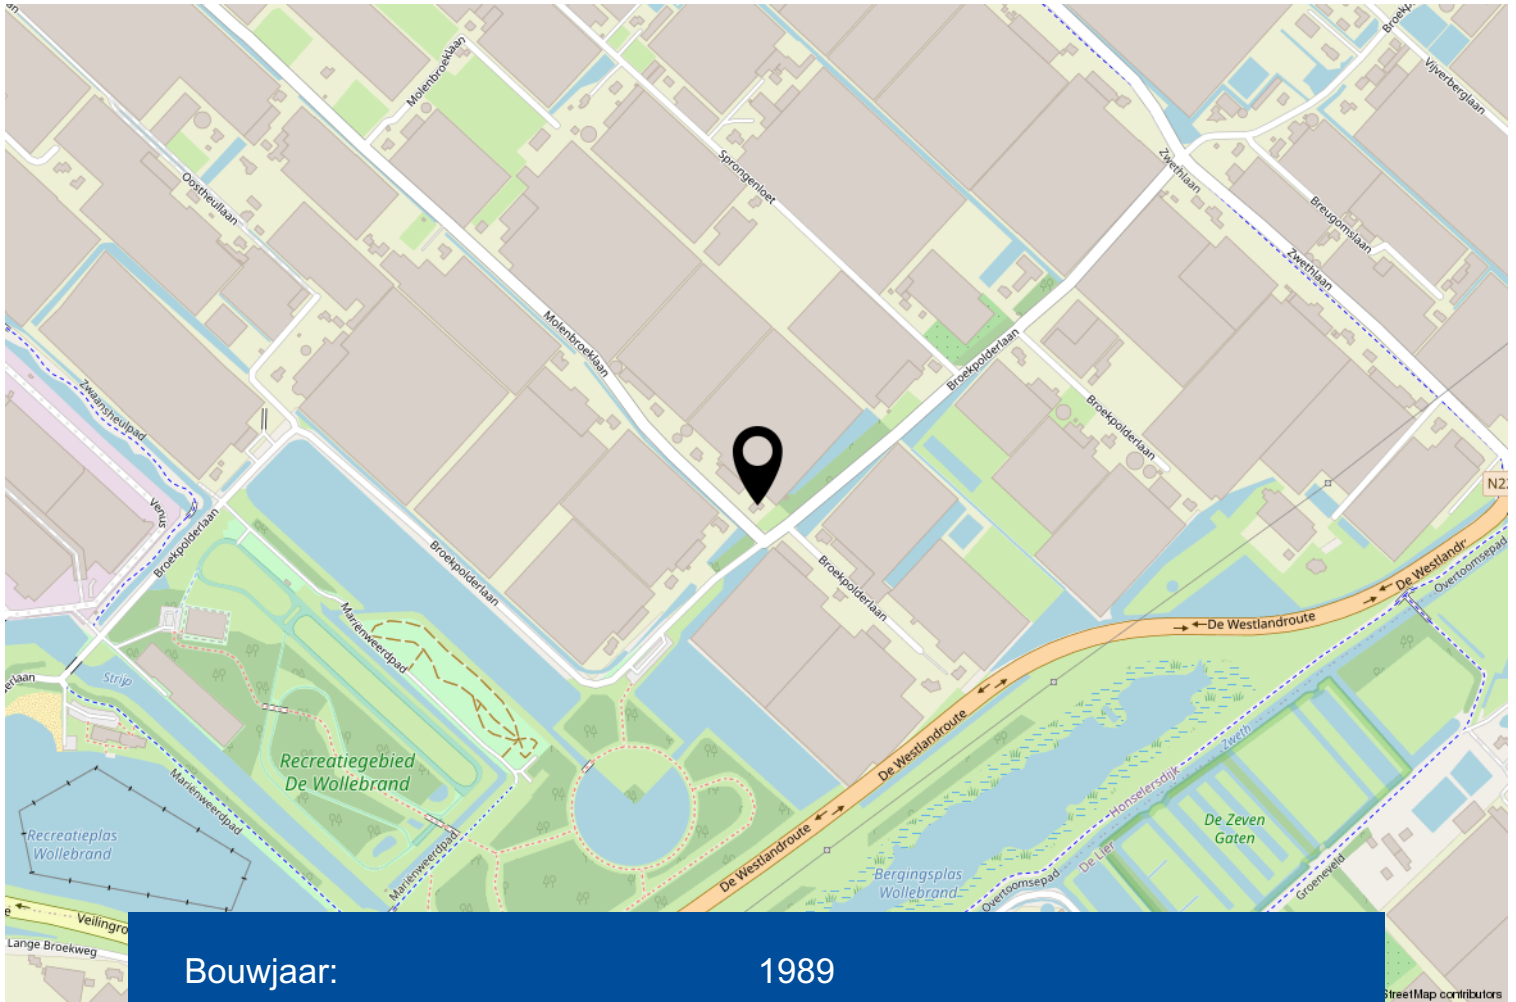 Molenbroeklaan
Broekp
Vijverberglaan
Oostheullaan
Sprongenloet
Zwethlaan
Breugomslaan
Zwethlaan
Molenbroeklaan
Broekpolderlaan
Zwaansheulpad
Broekpolderlaan
Venus
N22
Broekpolderlaan
Broekpolderlaan
Broekpolderlaan
De Westlandr
Overtoomsepad
Mariënweerdpad
De Westlandroute
erlaan
Strijp
De Westlandroute
Zweth
Recreatiegebied
De Wollebrand
Mariënweerdpad
Honselersdijk
De Zeven
Gaten
Recreatieplas
Wollebrand
De Westlandroute
Mariënweerdpad
De Lier
Bergingsplas
Wollebrand
Overtoomsepad
Groeneveld
e
Veilingro
Lange Broekweg
Bouwjaar: 1989
StreetMap contributors